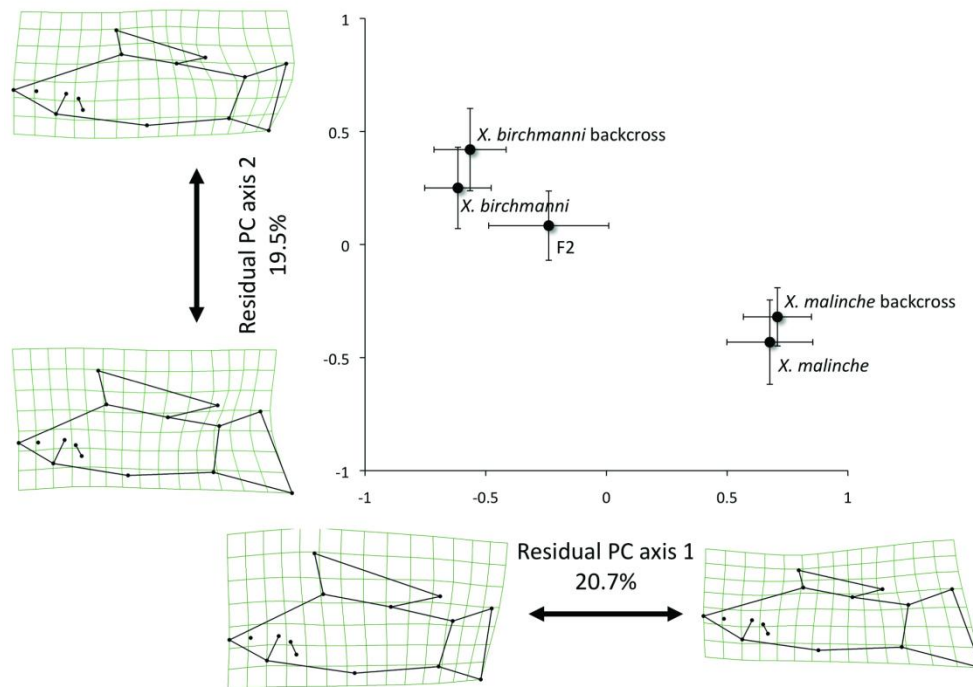 1
X. birchmanni backcross
0.5
X. birchmanni
0
F2
X. malinche backcross
-0.5
X. malinche
-1
-1
-0.5
0
0.5
1
Residual PC axis 2
19.5%
Residual PC axis 1
20.7%